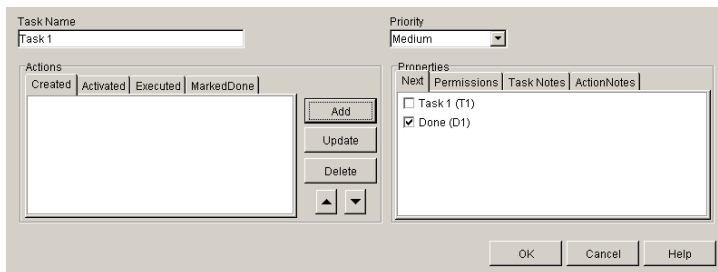 Task Name
Task 1
Priority
Medium
Actions
Created Activated Executed MarkedDone
Add
Update
Delete
Properties
Next Permissions Task Notes ActionNotes
Task 1 (T1)
Done (D1)
OK Cancel Help